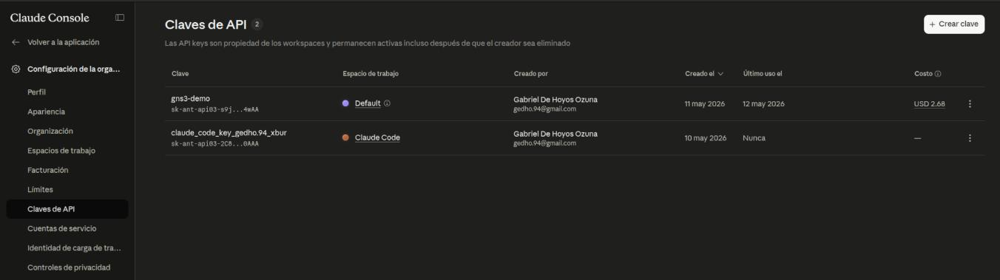 Claude Console
Volver a la aplicación
Configuración de la orga...
Perfil
Apariencia
Organización
Espacios de trabajo
Facturación
Límites
Claves de API
Cuentas de servicio
Identidad de carga de tra...
Controles de privacidad
Claves de API 2
+ Crear clave
Las API keys son propiedad de los workspaces y permanecen activas incluso después de que el creador sea eliminado
Clave Espacio de trabajo Creado por Creado el Último uso el Costo
gns3-demo Default Gabriel De Hoyos Ozuna 11 may 2026 12 may 2026 USD 2.68
sk-ant-api03-s9j...4wAA gedho.94@gmail.com
claude_code_key_gedho.94_xbur Claude Code Gabriel De Hoyos Ozuna 10 may 2026 Nunca —
sk-ant-api03-2C8...0AAA gedho.94@gmail.com